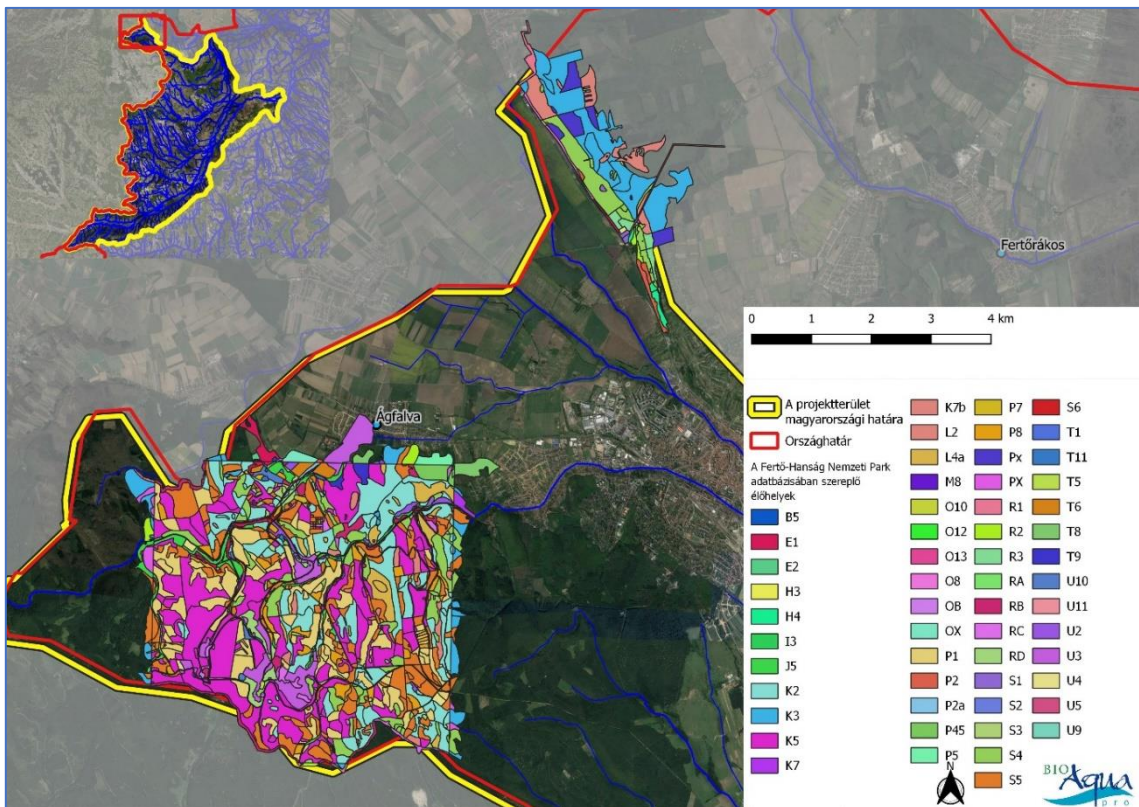 Fertőrákos
Ágfalva
0 1 2 3 4 km
A projektterület
magyarországi határa
Országhatár
A Fertő-Hanság Nemzeti Park
adatbázisában szereplő
élőhelyek
B5
E1
E2
H3
H4
I3
J5
K2
K3
K5
K7
K7b
L2
L4a
M8
O10
O12
O13
O8
OB
OX
P1
P2
P2a
P45
P5
P7
P8
Px
PX
R1
R2
R3
RA
RB
RC
RD
S1
S2
S3
S4
S5
S6
T1
T11
T5
T6
T8
T9
U10
U11
U2
U3
U4
U5
U9
N
BIO
Aqua
pro